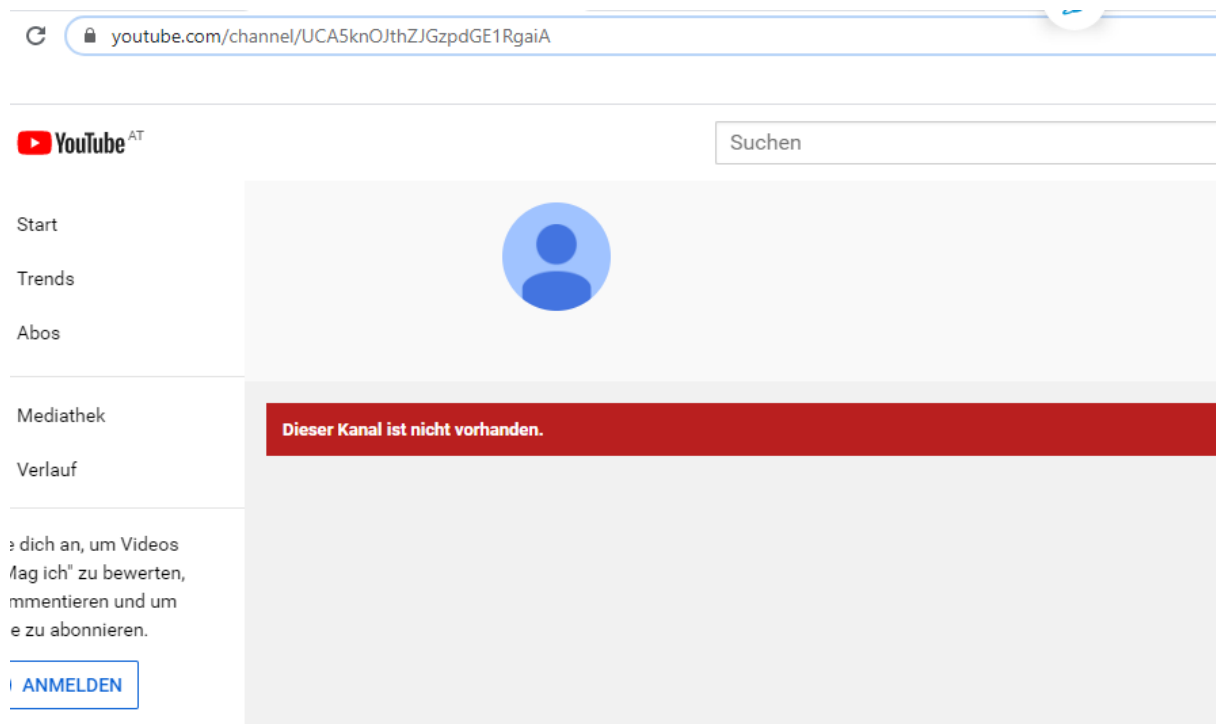 youtube.com/channel/UCA5knOJthZJGzpdGE1RgaiA
YouTube AT
Suchen
Start
Trends
Abos
Mediathek
Verlauf
Dieser Kanal ist nicht vorhanden.
dich an, um Videos
Mag ich" zu bewerten,
mmentieren und um
e zu abonnieren.
ANMELDEN